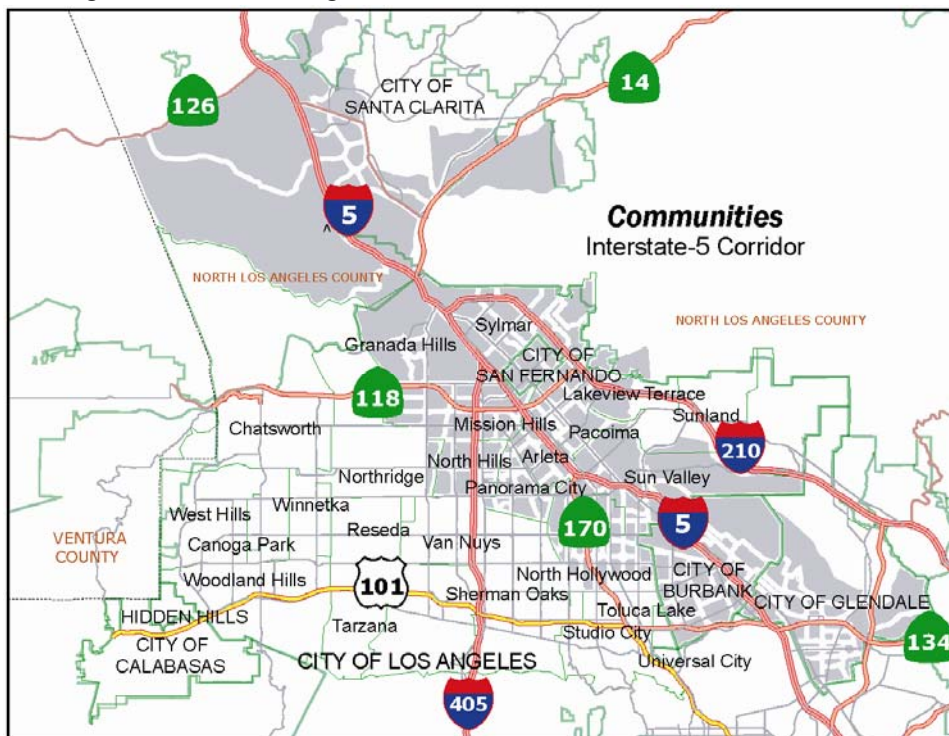 CITY OF
SANTA CLARITA
14
126
5
Communities
Interstate-5 Corridor
NORTH LOS ANGELES COUNTY
NORTH LOS ANGELES COUNTY
Sylmar
Granada Hills
CITY OF
SAN FERNANDO
Lakeview Terrace
118
Sunland
Mission Hills
Chatsworth
Pacoima
210
North Hills
Arleta
Northridge
Sun Valley
Panorama City
Winnetka
West Hills
5
170
Reseda
VENTURA
COUNTY
Van Nuys
Canoga Park
CITY OF
BURBANK
Woodland Hills
101
North Hollywood
Sherman Oaks
CITY OF GLENDALE
HIDDEN HILLS
Toluca Lake
Tarzana
Studio City
134
CITY OF
CALABASAS
CITY OF LOS ANGELES
Universal City
405